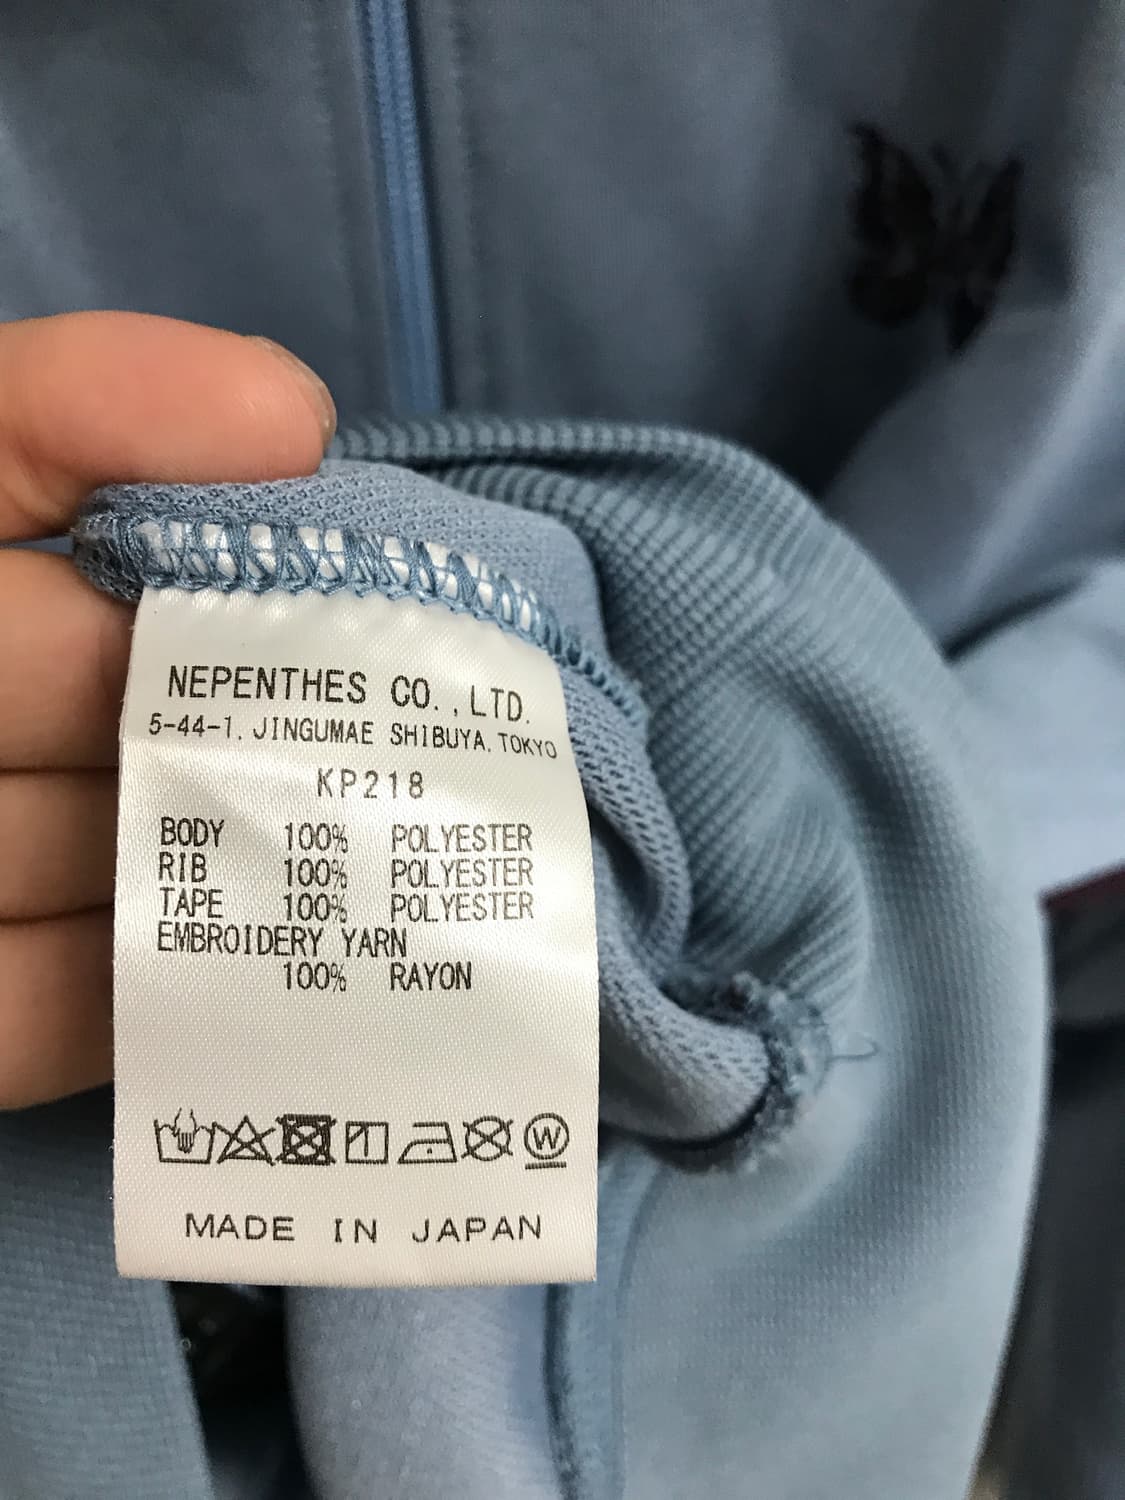 NEPENTHES CO., LTD.
5-44-1, JINGUMAE SHIBUYA, TOKYO
KP218
BODY 100% POLYESTER
RIB 100% POLYESTER
TAPE 100% POLYESTER
EMBROIDERY YARN
100% RAYON
W
MADE IN JAPAN